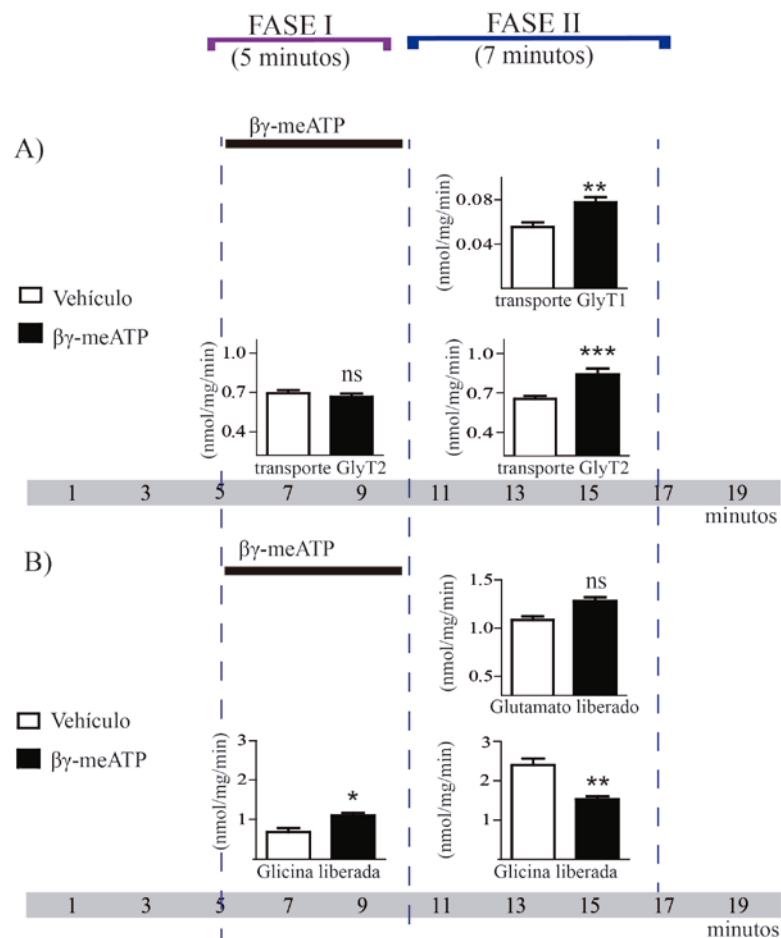 FASE I
(5 minutos)
FASE II
(7 minutos)
A)
βγ-meATP
Vehículo
βγ-meATP
(nmol/mg/min)
0.08
0.04
**
transporte GlyT1
(nmol/mg/min)
1.0
0.7
0.4
ns
transporte GlyT2
(nmol/mg/min)
1.0
0.7
0.4
***
transporte GlyT2
1 3 5 7 9 11 13 15 17 19
minutos
B)
βγ-meATP
Vehículo
βγ-meATP
(nmol/mg/min)
1.5
1.0
0.5
ns
Glutamato liberado
(nmol/mg/min)
3
2
1
*
Glicina liberada
(nmol/mg/min)
3
2
1
**
Glicina liberada
1 3 5 7 9 11 13 15 17 19
minutos